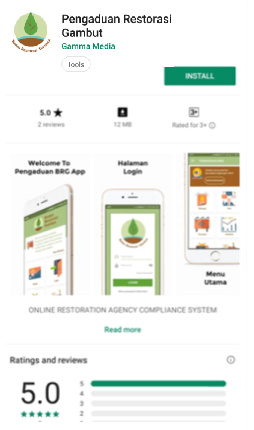 Pengaduan Restorasi
Gambut
Gamma Media
Tools
INSTALL
5.0 ★
2 reviews
12 MB
3+
Rated for 3+
Welcome To
Pengaduan BRG App
Halaman
Login
Menu
Utama
ONLINE RESTORATION AGENCY COMPLIANCE SYSTEM
Read more
Ratings and reviews
5.0
5
4
3
2